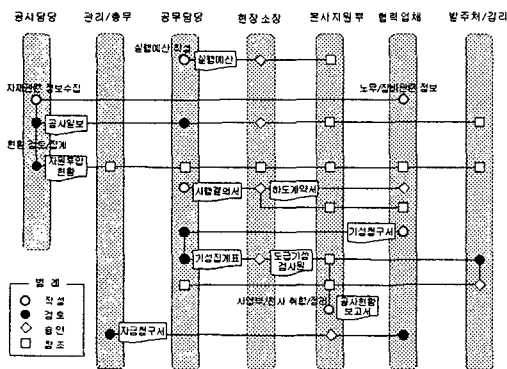 공사담당 관리/총무 공무담당 현장소장 본사지원부 협력업체 발주처/감리
실행예산 작성
실행예산
자재관련 정보수집
노무/장비관련 정보
공사일보
현황 검토/집계
자원투입
현황
사행결의서
하도계약서
기성청구서
기성집계표
도급기성
검사원
사업부/전사 취합/정리
공사현황
보고서
자금청구서
범 례
작 성
검 토
승 인
참 조